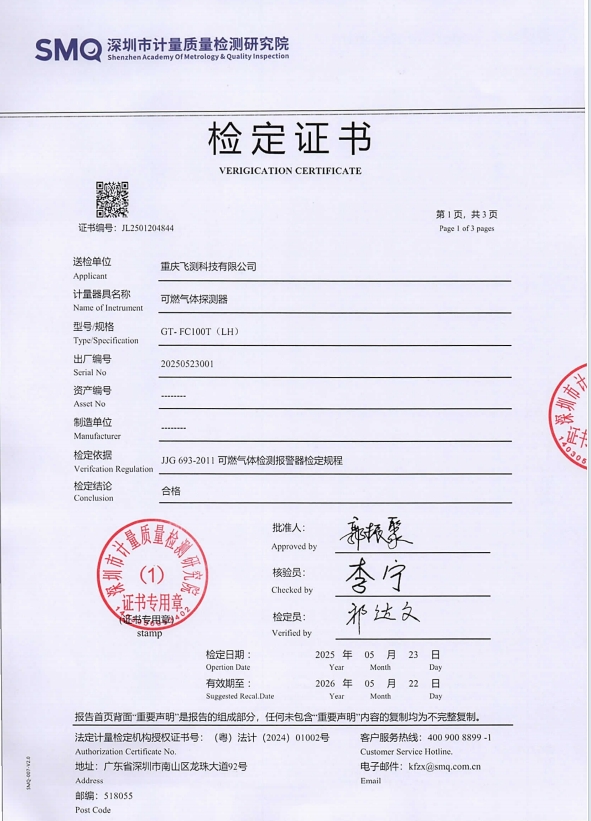 SMQ 深圳市计量质量检测研究院
Shenzhen Academy Of Metrology & Quality Inspection
检定证书
VERIGICATION CERTIFICATE
证书编号：JL2501204844
第 1 页，共 3 页
Page 1 of 3 pages
送检单位 重庆飞测科技有限公司
Applicant
计量器具名称 可燃气体探测器
Name of Inctrument
型号/规格 GT- FC100T（LH）
Type/Specification
出厂编号 20250523001
Serial No
资产编号 --------
Asset No
制造单位 --------
Manufacturer
检定依据 JJG 693-2011 可燃气体检测报警器检定规程
Verifcation Regulation
检定结论 合格
Conclusion
深圳市计量质量检测研究院
（1）
证书专用章
(证书专用章)
stamp
批准人：
Approved by
核验员： 李宁
Checked by
检定员： 祁达文
Verified by
检定日期： 2025 年 05 月 23 日
Opertion Date Year Month Day
有效期至： 2026 年 05 月 22 日
Suggested Recal.Date Year Month Day
报告首页背面“重要声明”是报告的组成部分，任何未包含“重要声明”内容的复制均为不完整复制。
法定计量检定机构授权证书号：（粤）法计（2024）01002号
Authorization Certificate No.
地址：广东省深圳市南山区龙珠大道92号
Address
邮编：518055
Post Code
客户服务热线：400 900 8899 -1
Customer Service Hotline.
电子邮件：kfzx@smq.com.cn
Email
SMQ-007-V2.0